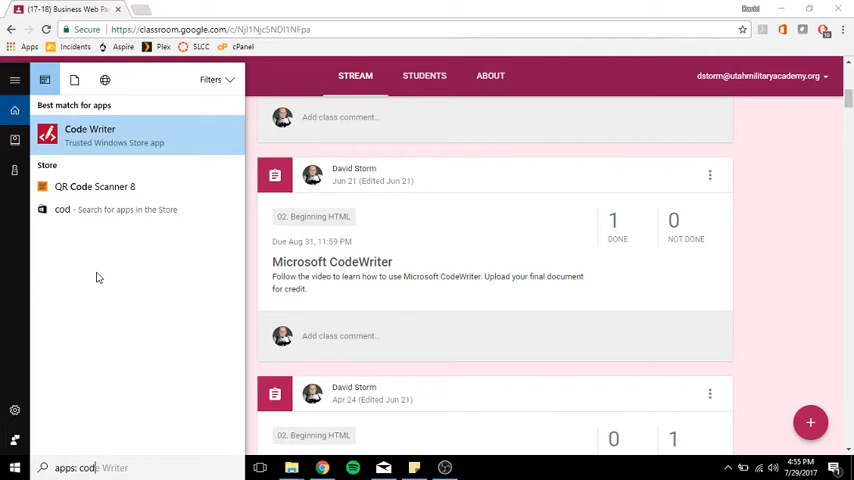 (17-18) Business Web Pa
David
Secure
https://classroom.google.com/c/NjI1Njc5NDI1NFpa
Apps
Incidents
Aspire
Plex
SLCC
cPanel
Filters
STREAM
STUDENTS
ABOUT
dstorm@utahmilitaryacademy.org
Best match for apps
Code Writer
Trusted Windows Store app
Store
QR Code Scanner 8
cod - Search for apps in the Store
Add class comment...
David Storm
Jun 21 (Edited Jun 21)
02. Beginning HTML
1
DONE
0
NOT DONE
Due Aug 31, 11:59 PM
Microsoft CodeWriter
Follow the video to learn how to use Microsoft CodeWriter. Upload your final document
for credit.
Add class comment...
David Storm
Apr 24 (Edited Jun 21)
02. Beginning HTML
0
1
+
apps: code Writer
4:55 PM
7/29/2017